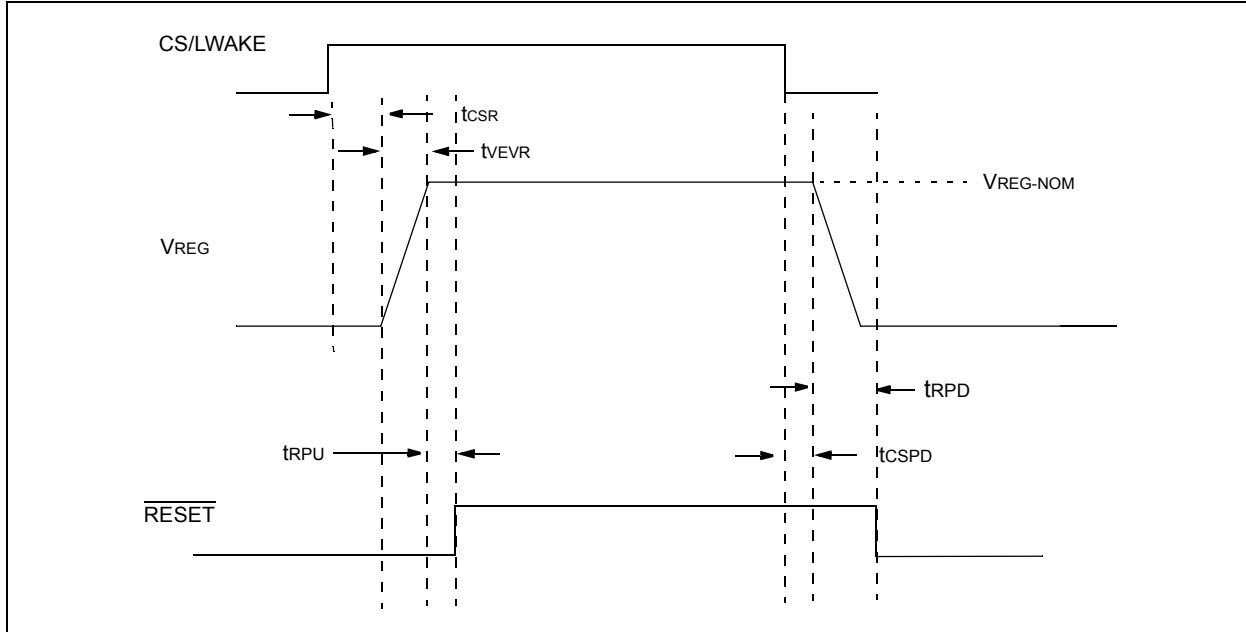 CS/LWAKE
tCSR
tVEVR
VREG-NOM
VREG
tRPD
tRPU
tCSPD
RESET